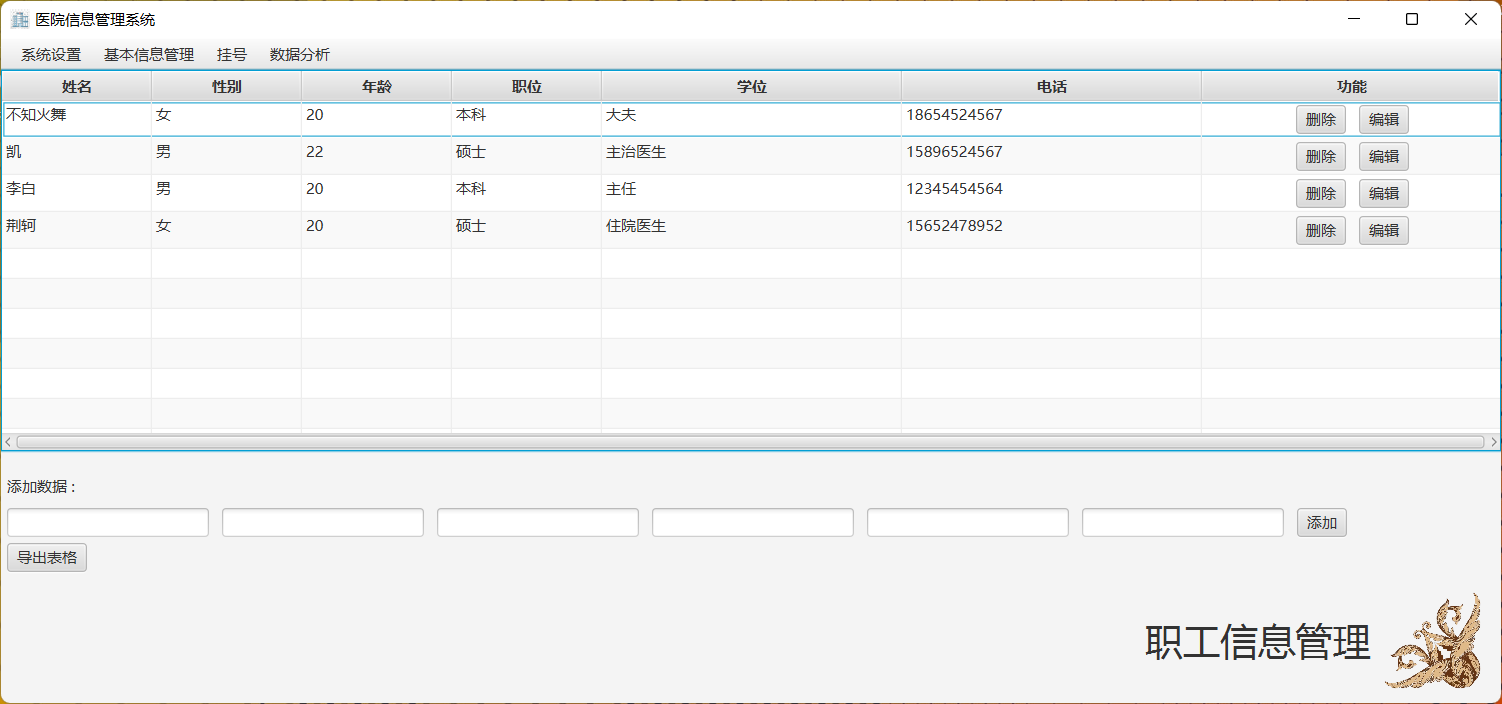 医院信息管理系统
系统设置 基本信息管理 挂号 数据分析
姓名 性别 年龄 职位 学位 电话 功能
不知火舞 女 20 本科 大夫 18654524567 删除 编辑
凯 男 22 硕士 主治医生 15896524567 删除 编辑
李白 男 20 本科 主任 12345454564 删除 编辑
荆轲 女 20 硕士 住院医生 15652478952 删除 编辑
添加数据：
添加
导出表格
职工信息管理